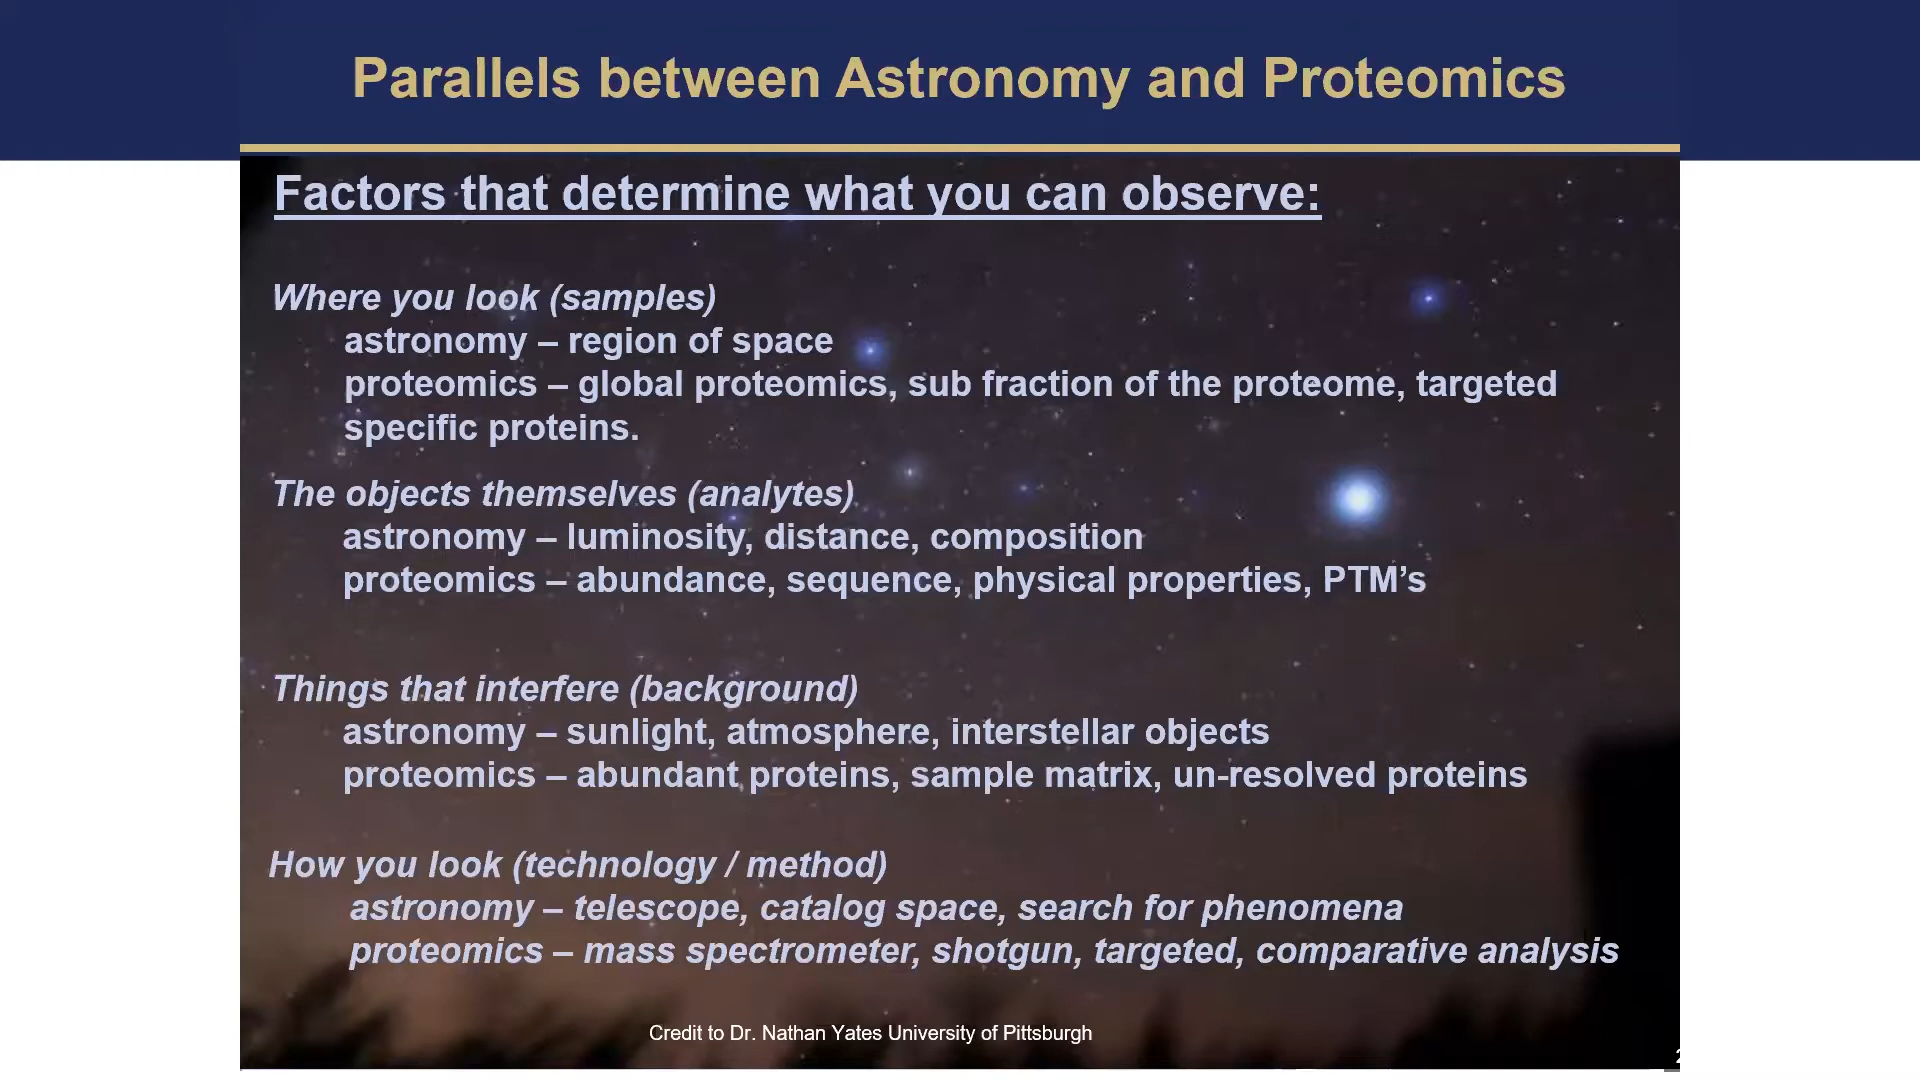 Parallels between Astronomy and Proteomics
Factors that determine what you can observe:
Where you look (samples)
astronomy – region of space
proteomics – global proteomics, sub fraction of the proteome, targeted
specific proteins.
The objects themselves (analytes)
astronomy – luminosity, distance, composition
proteomics – abundance, sequence, physical properties, PTM’s
Things that interfere (background)
astronomy – sunlight, atmosphere, interstellar objects
proteomics – abundant proteins, sample matrix, un-resolved proteins
How you look (technology / method)
astronomy – telescope, catalog space, search for phenomena
proteomics – mass spectrometer, shotgun, targeted, comparative analysis
Credit to Dr. Nathan Yates University of Pittsburgh